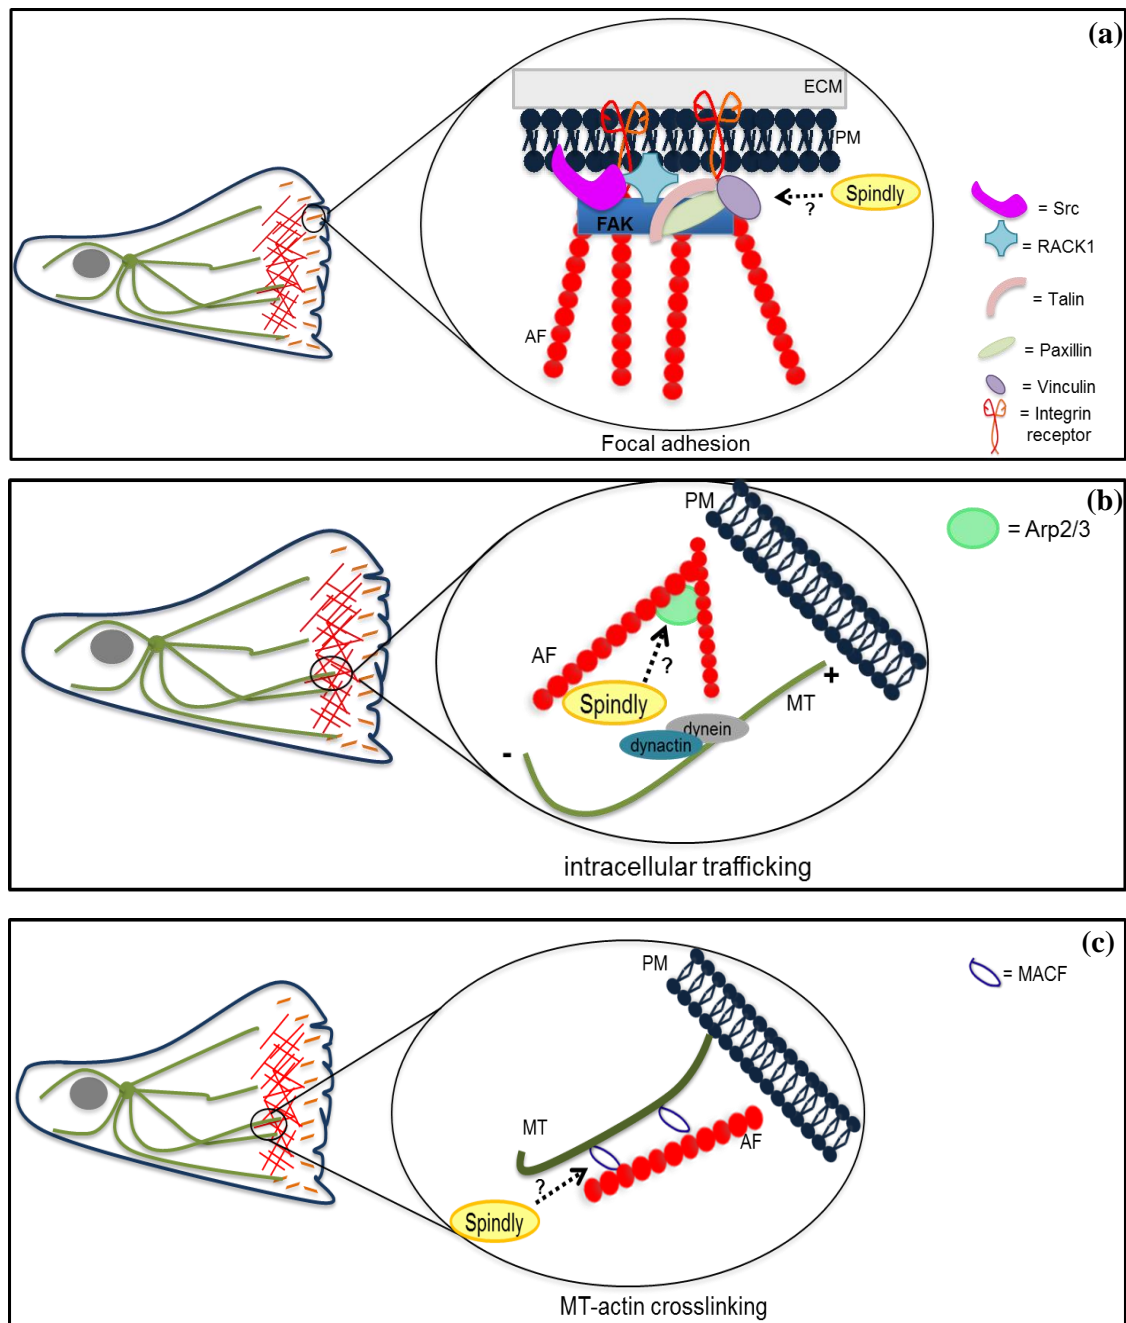 (a)
ECM
PM
Spindly
?
FAK
AF
Focal adhesion
= Src
= RACK1
= Talin
= Paxillin
= Vinculin
= Integrin
receptor
(b)
PM
= Arp2/3
AF
?
Spindly
+
MT
dynein
dynactin
-
intracellular trafficking
(c)
PM
= MACF
MT
AF
?
Spindly
MT-actin crosslinking